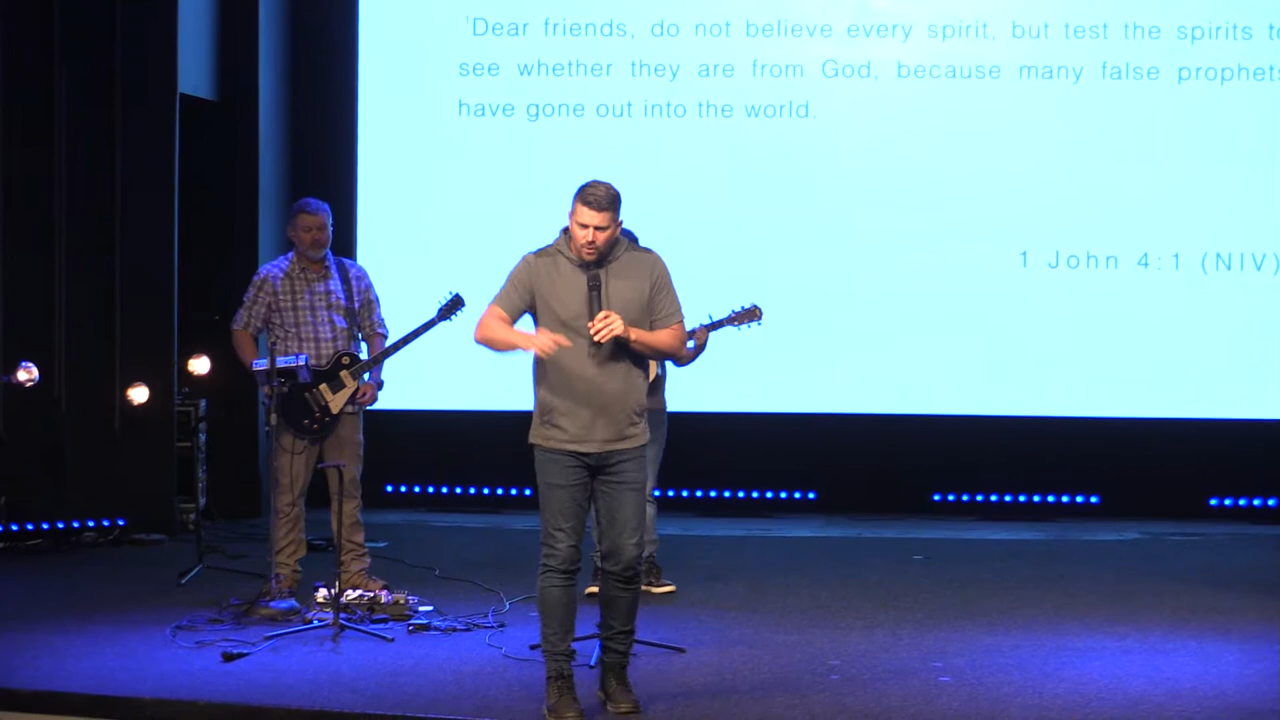 'Dear friends, do not believe every spirit, but test the spirits to
see whether they are from God, because many false prophets
have gone out into the world.
1 John 4:1 (NIV)